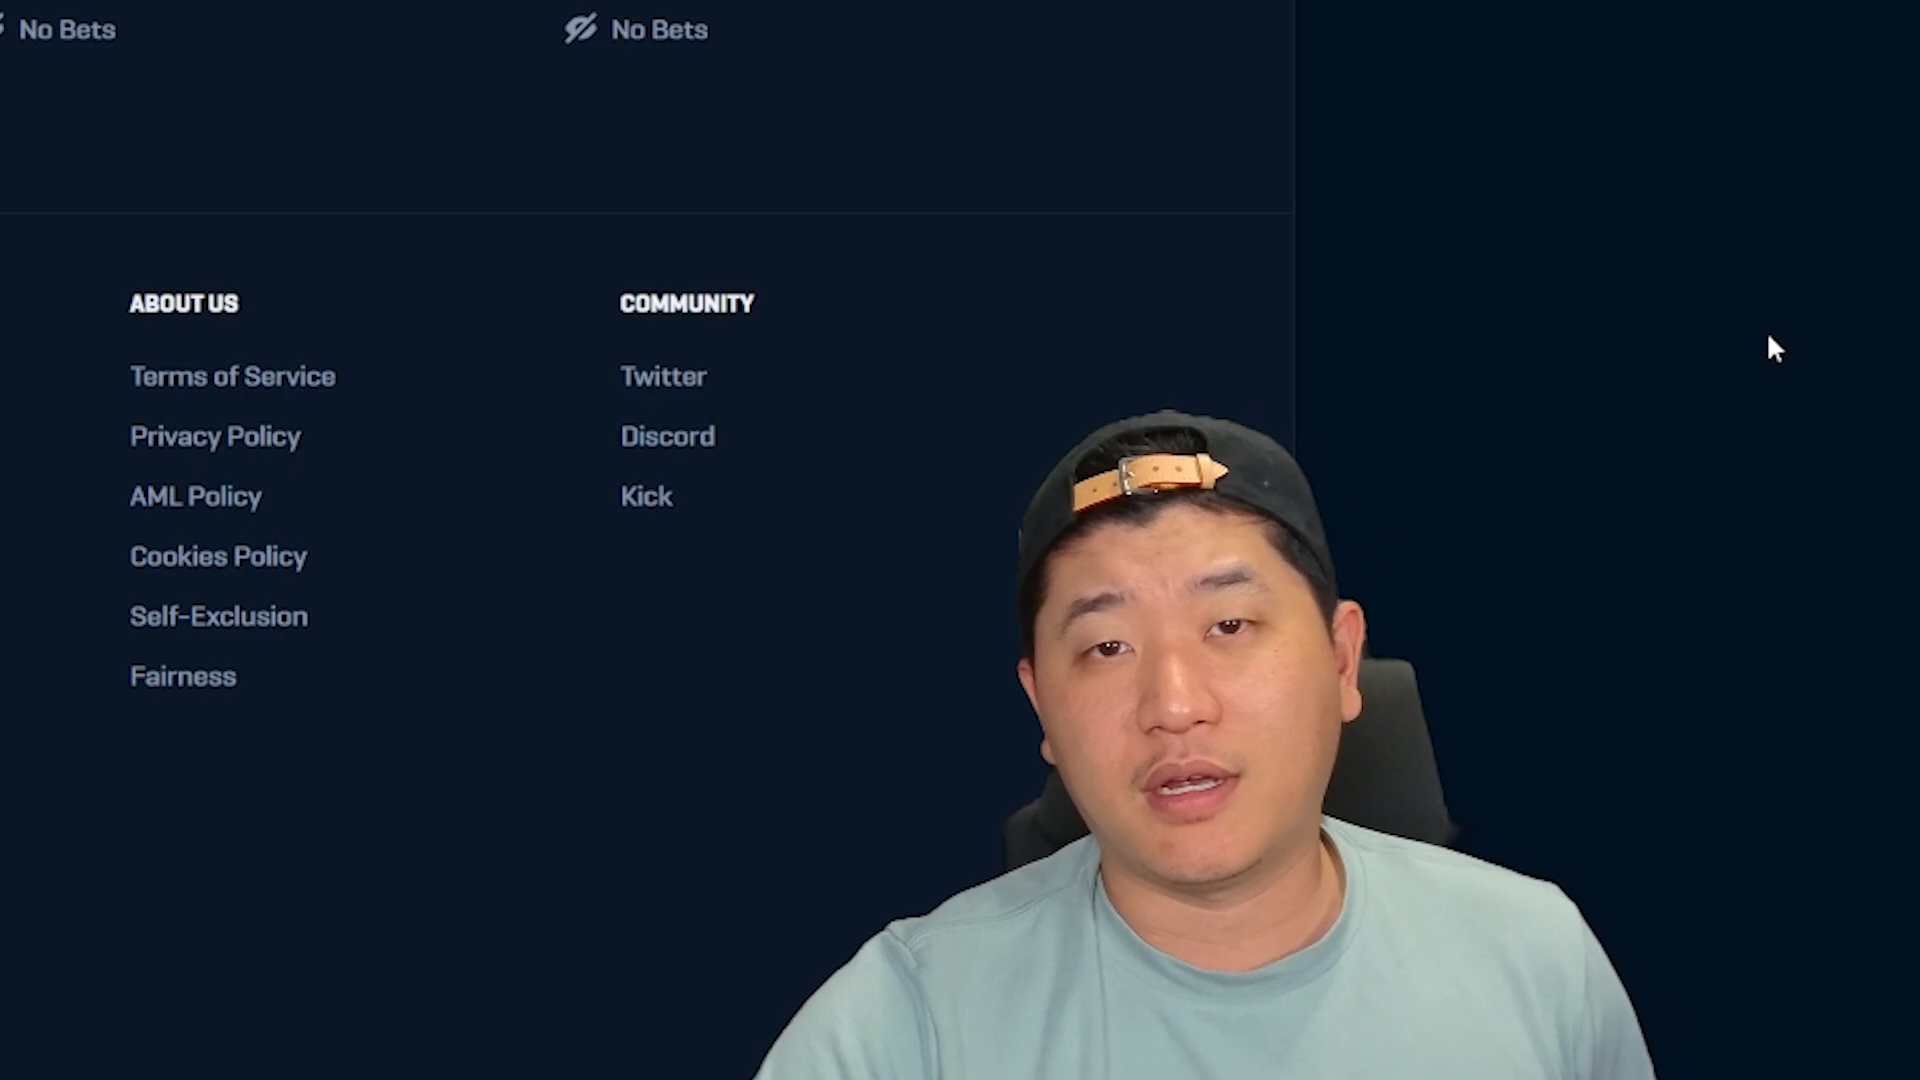 No Bets
No Bets
ABOUT US
Terms of Service
Privacy Policy
AML Policy
Cookies Policy
Self-Exclusion
Fairness
COMMUNITY
Twitter
Discord
Kick